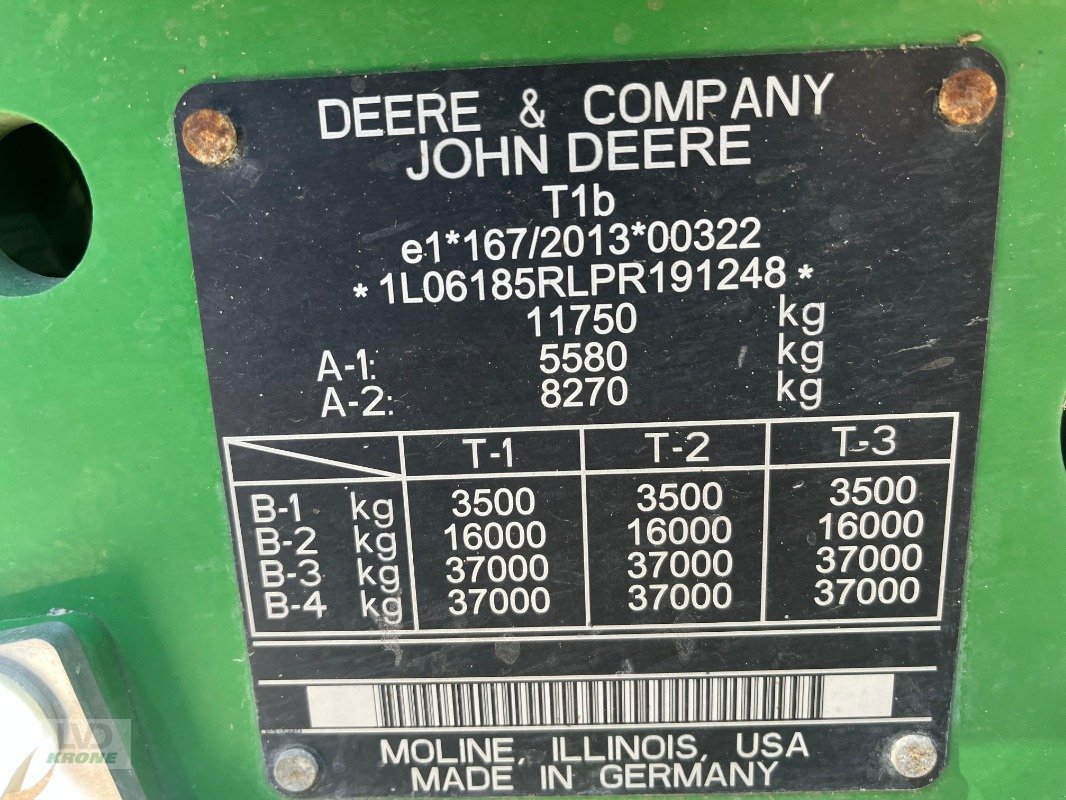 DEERE & COMPANY
JOHN DEERE
T1b
e1*167/2013*00322
*1L06185RLPR191248*
11750 kg
A-1: 5580 kg
A-2: 8270 kg
T-1 T-2 T-3
B-1 kg 3500 3500 3500
B-2 kg 16000 16000 16000
B-3 kg 37000 37000 37000
B-4 kg 37000 37000 37000
MOLINE, ILLINOIS, USA
MADE IN GERMANY
LVD
KRONE